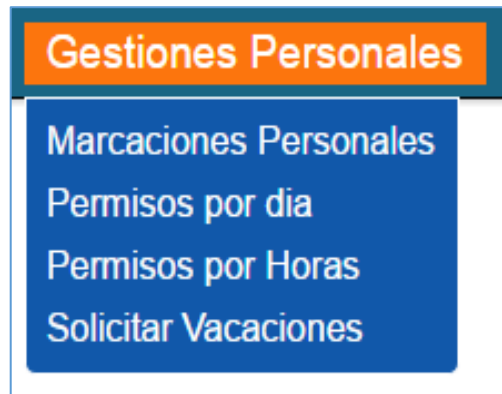 Gestiones Personales
Marcaciones Personales
Permisos por dia
Permisos por Horas
Solicitar Vacaciones